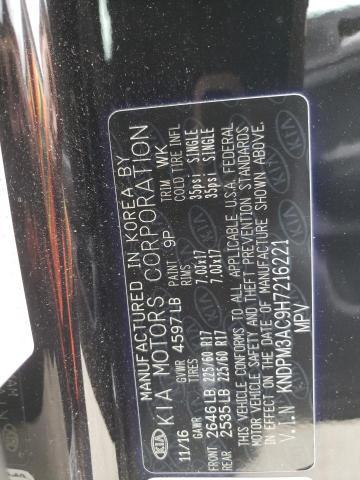 MANUFACTURED IN KOREA BY
KIA KIA MOTORS CORPORATION
11/16 GVWR 4597LB PAINT 9P TRIM WK
GAWR TIRES RIMS COLD TIRE INFL
FRONT 2646LB 225/60 R17 7.00x17 35psi SINGLE
REAR 2535LB 225/60 R17 7.00x17 35psi SINGLE
THIS VEHICLE CONFORMS TO ALL APPLICABLE U.S.A. FEDERAL
MOTOR VEHICLE SAFETY AND THEFT PREVENTION STANDARDS
IN EFFECT ON THE DATE OF MANUFACTURE SHOWN ABOVE.
V.I.N KNDPM3AC9H7216221
MPV